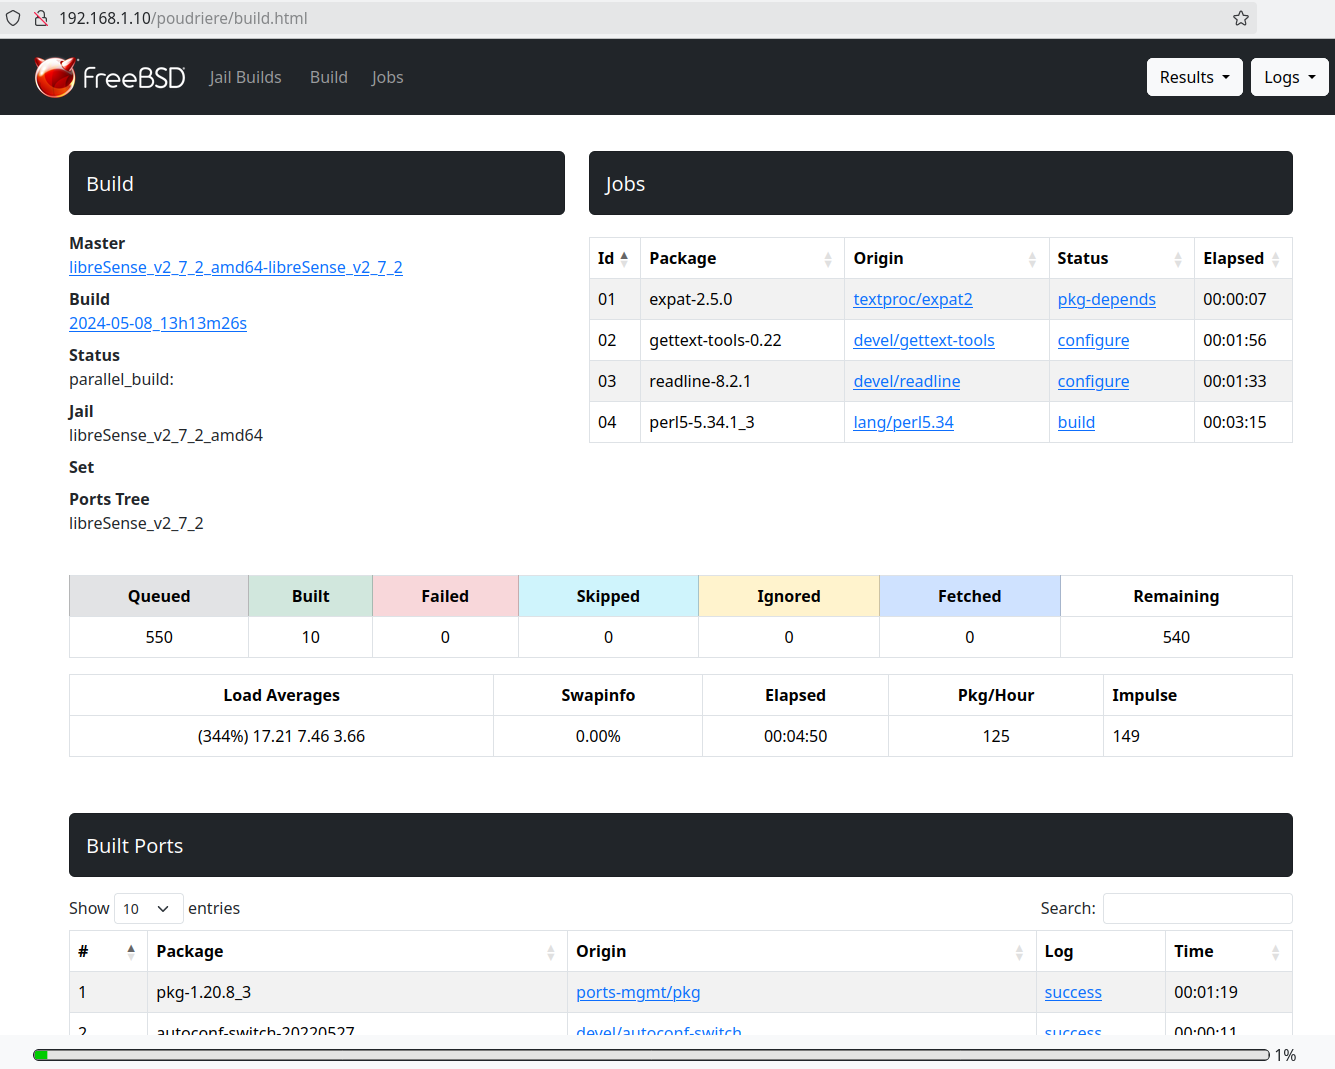 192.168.1.10/poudriere/build.html
FreeBSD Jail Builds Build Jobs Results Logs
Build
Master
libreSense_v2_7_2_amd64-libreSense_v2_7_2
Build
2024-05-08_13h13m26s
Status
parallel_build:
Jail
libreSense_v2_7_2_amd64
Set
Ports Tree
libreSense_v2_7_2
Jobs
Id Package Origin Status Elapsed
01 expat-2.5.0 textproc/expat2 pkg-depends 00:00:07
02 gettext-tools-0.22 devel/gettext-tools configure 00:01:56
03 readline-8.2.1 devel/readline configure 00:01:33
04 perl5-5.34.1_3 lang/perl5.34 build 00:03:15
Queued Built Failed Skipped Ignored Fetched Remaining
550 10 0 0 0 0 540
Load Averages Swapinfo Elapsed Pkg/Hour Impulse
(344%) 17.21 7.46 3.66 0.00% 00:04:50 125 149
Built Ports
Show 10 entries Search:
# Package Origin Log Time
1 pkg-1.20.8_3 ports-mgmt/pkg success 00:01:19
2 autoconf-switch-20220527 devel/autoconf-switch success 00:00:11
1%